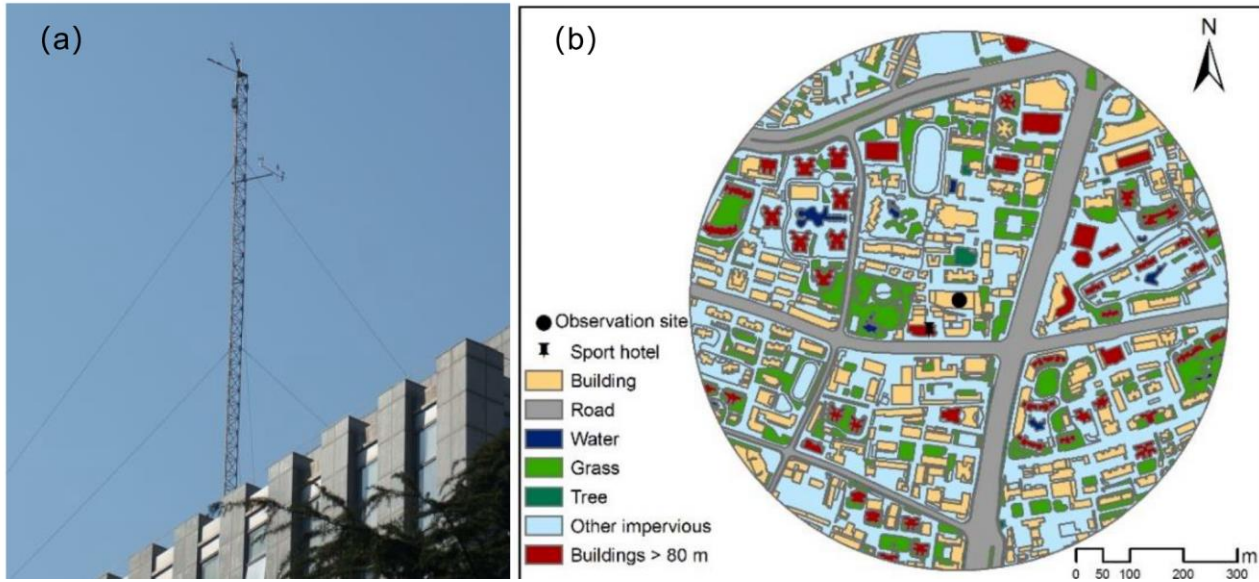 (a)
(b)
N
Observation site
Sport hotel
Building
Road
Water
Grass
Tree
Other impervious
Buildings > 80 m
0 50 100 200 300 m